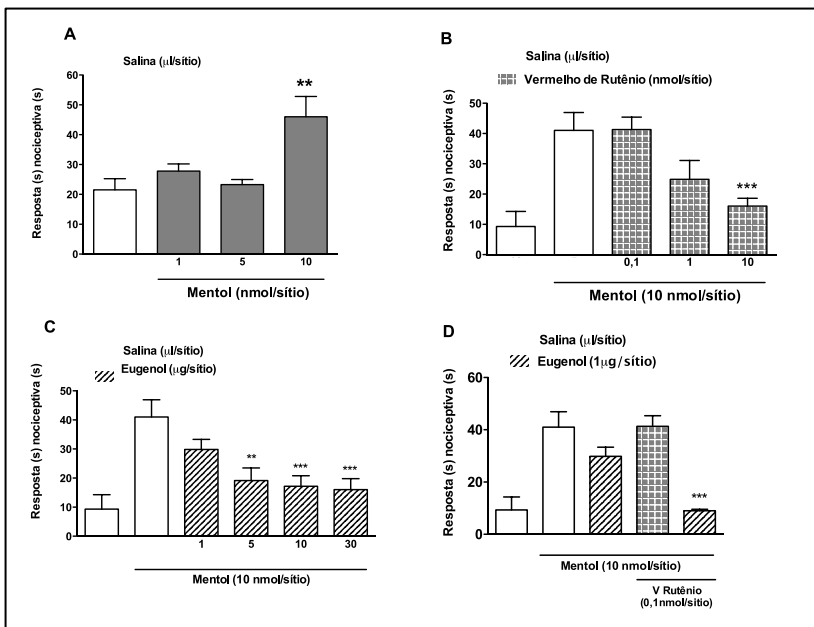 A
Salina (μl/sítio)
Resposta (s) nociceptiva (s)
60
50
40
30
20
10
0
**
1 5 10
Mentol (nmol/sítio)
B
Salina (μl/sítio)
Vermelho de Rutênio (nmol/sítio)
Resposta (s) nociceptiva (s)
50
40
30
20
10
0
***
0,1 1 10
Mentol (10 nmol/sítio)
C
Salina (μl/sítio)
Eugenol (μg/sítio)
Resposta (s) nociceptiva (s)
50
40
30
20
10
0
** *** ***
1 5 10 30
Mentol (10 nmol/sítio)
D
Salina (μl/sítio)
Eugenol (1μg/sítio)
Resposta (s) nociceptiva (s)
60
40
20
0
***
Mentol (10 nmol/sítio)
V Rutênio
(0,1nmol/sitio)